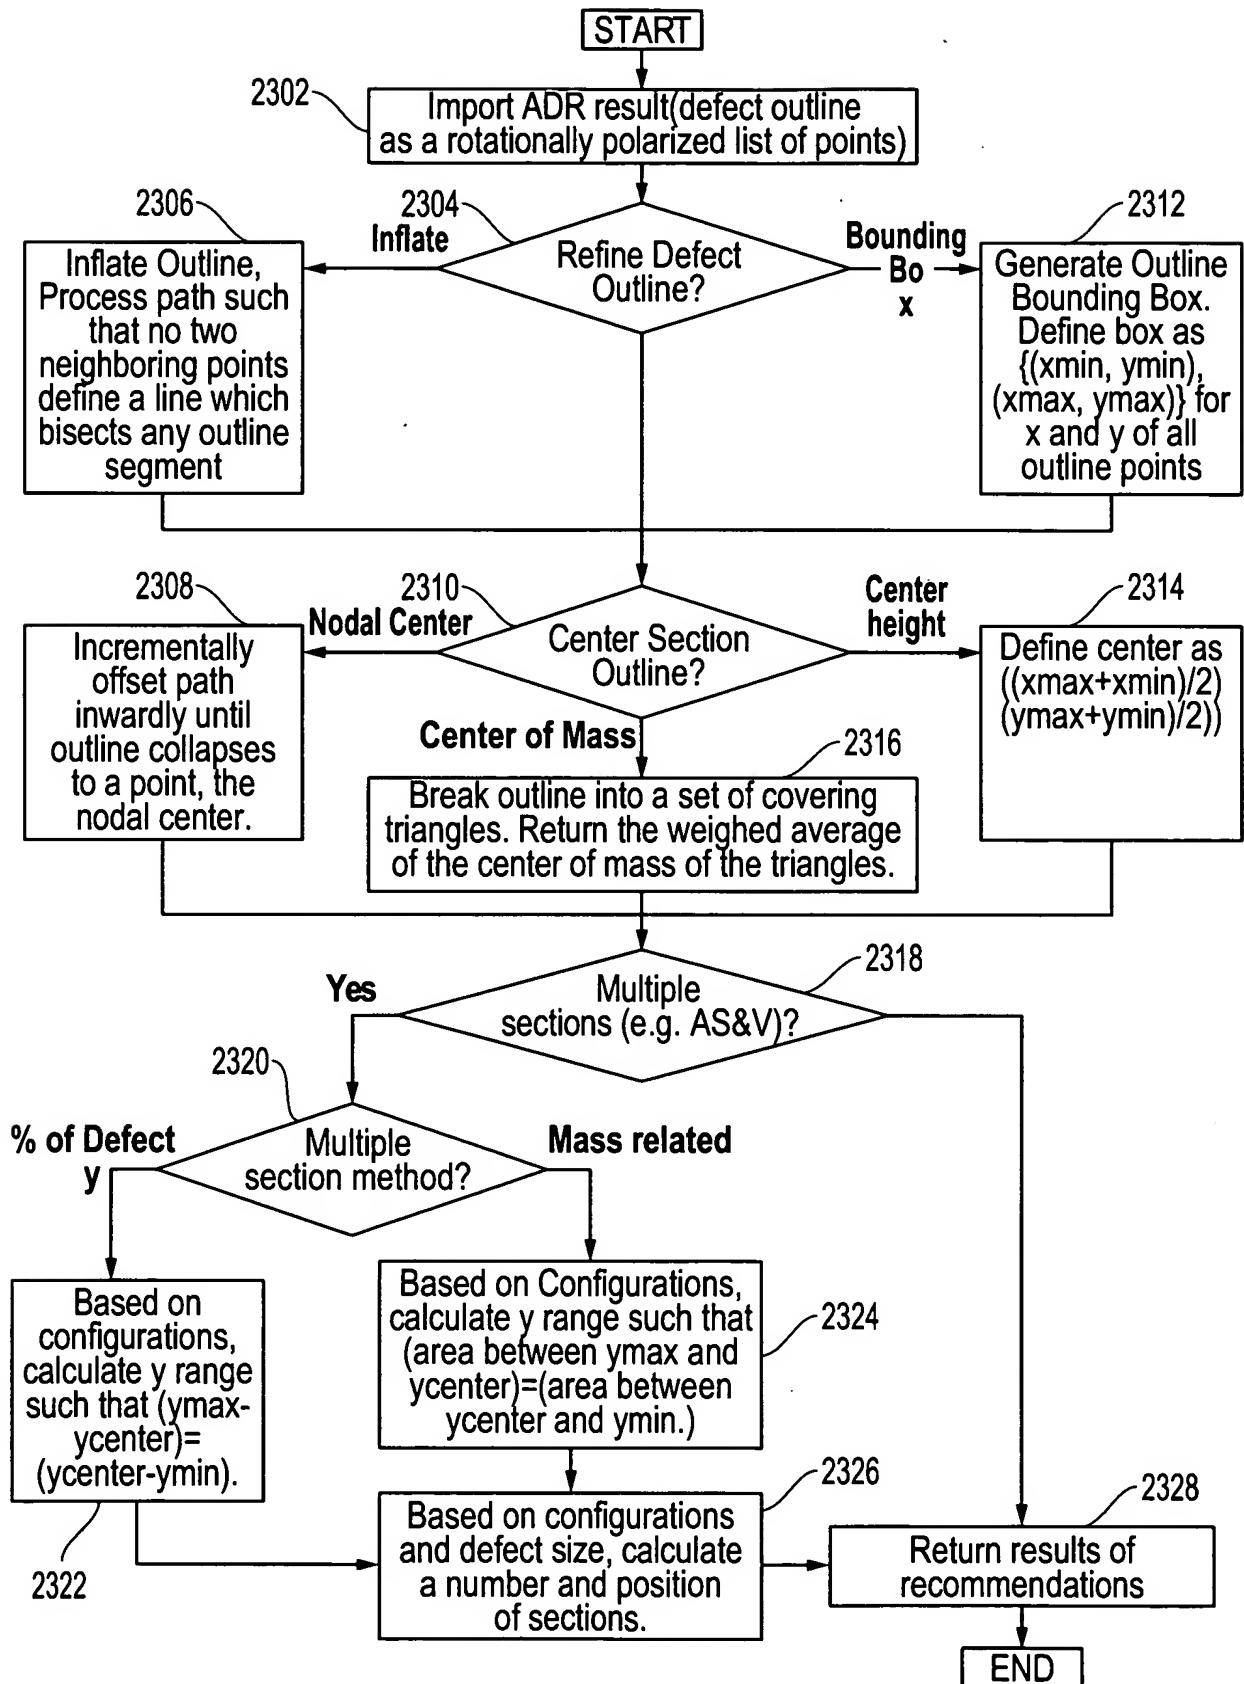 START
2302
Import ADR result(defect outline
as a rotationally polarized list of points)
2306
2304
2312
Inflate
Bounding
Bo
x
Refine Defect
Outline?
Inflate Outline,
Process path such
that no two
neighboring points
define a line which
bisects any outline
segment
Generate Outline
Bounding Box.
Define box as
{(xmin, ymin),
(xmax, ymax)} for
x and y of all
outline points
2308
2310
2314
Nodal Center
Center
height
Center Section
Outline?
Incrementally
offset path
inwardly until
outline collapses
to a point, the
nodal center.
Define center as
((xmax+xmin)/2)
(ymax+ymin)/2))
Center of Mass
2316
Break outline into a set of covering
triangles. Return the weighed average
of the center of mass of the triangles.
2318
Yes
Multiple
sections (e.g. AS&V)?
2320
% of Defect
y
Multiple
section method?
Mass related
Based on
configurations,
calculate y range
such that (ymax-
ycenter)=
(ycenter-ymin).
2322
Based on Configurations,
calculate y range such that
(area between ymax and
ycenter)=(area between
ycenter and ymin.)
2324
2326
Based on configurations
and defect size, calculate
a number and position
of sections.
2328
Return results of
recommendations
END